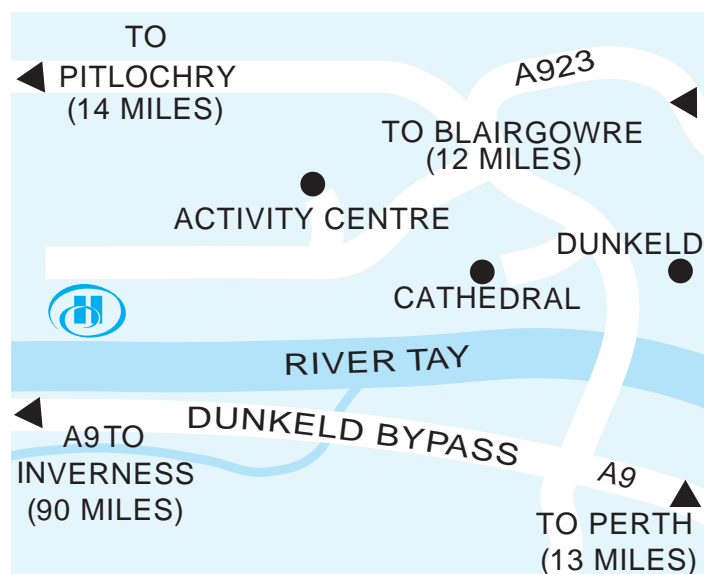 TO
PITLOCHRY
(14 MILES)
A923
TO BLAIRGOWRE
(12 MILES)
ACTIVITY CENTRE
DUNKELD
CATHEDRAL
H
RIVER TAY
DUNKELD BYPASS
A9 TO
INVERNESS
(90 MILES)
A9
TO PERTH
(13 MILES)